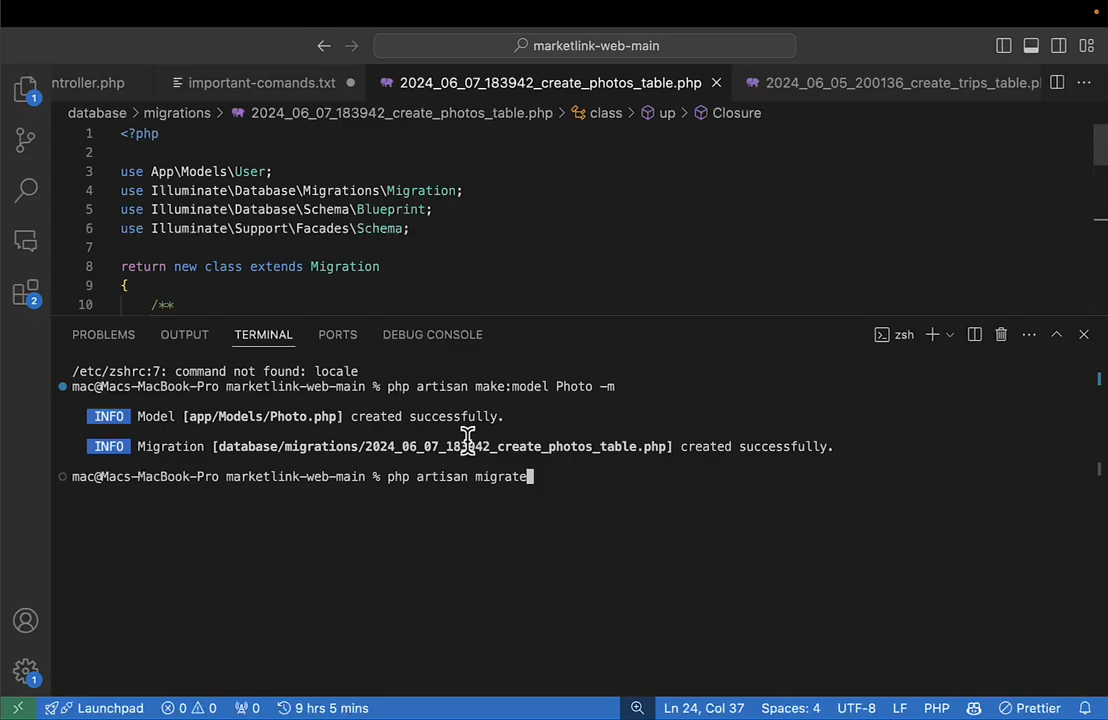 marketlink-web-main
ntroller.php
important-comands.txt
2024_06_07_183942_create_photos_table.php
2024_06_05_200136_create_trips_table.p
database > migrations > 2024_06_07_183942_create_photos_table.php > class > up > Closure
1 <?php
2
3 use App\Models\User;
4 use Illuminate\Database\Migrations\Migration;
5 use Illuminate\Database\Schema\Blueprint;
6 use Illuminate\Support\Facades\Schema;
7
8 return new class extends Migration
9 {
10 /**
PROBLEMS OUTPUT TERMINAL PORTS DEBUG CONSOLE
zsh
/etc/zshrc:7: command not found: locale
mac@Macs-MacBook-Pro marketlink-web-main % php artisan make:model Photo -m
INFO Model [app/Models/Photo.php] created successfully.
INFO Migration [database/migrations/2024_06_07_183942_create_photos_table.php] created successfully.
mac@Macs-MacBook-Pro marketlink-web-main % php artisan migrate
1
2
1
Launchpad 0 0 0 9 hrs 5 mins Ln 24, Col 37 Spaces: 4 UTF-8 LF PHP Prettier